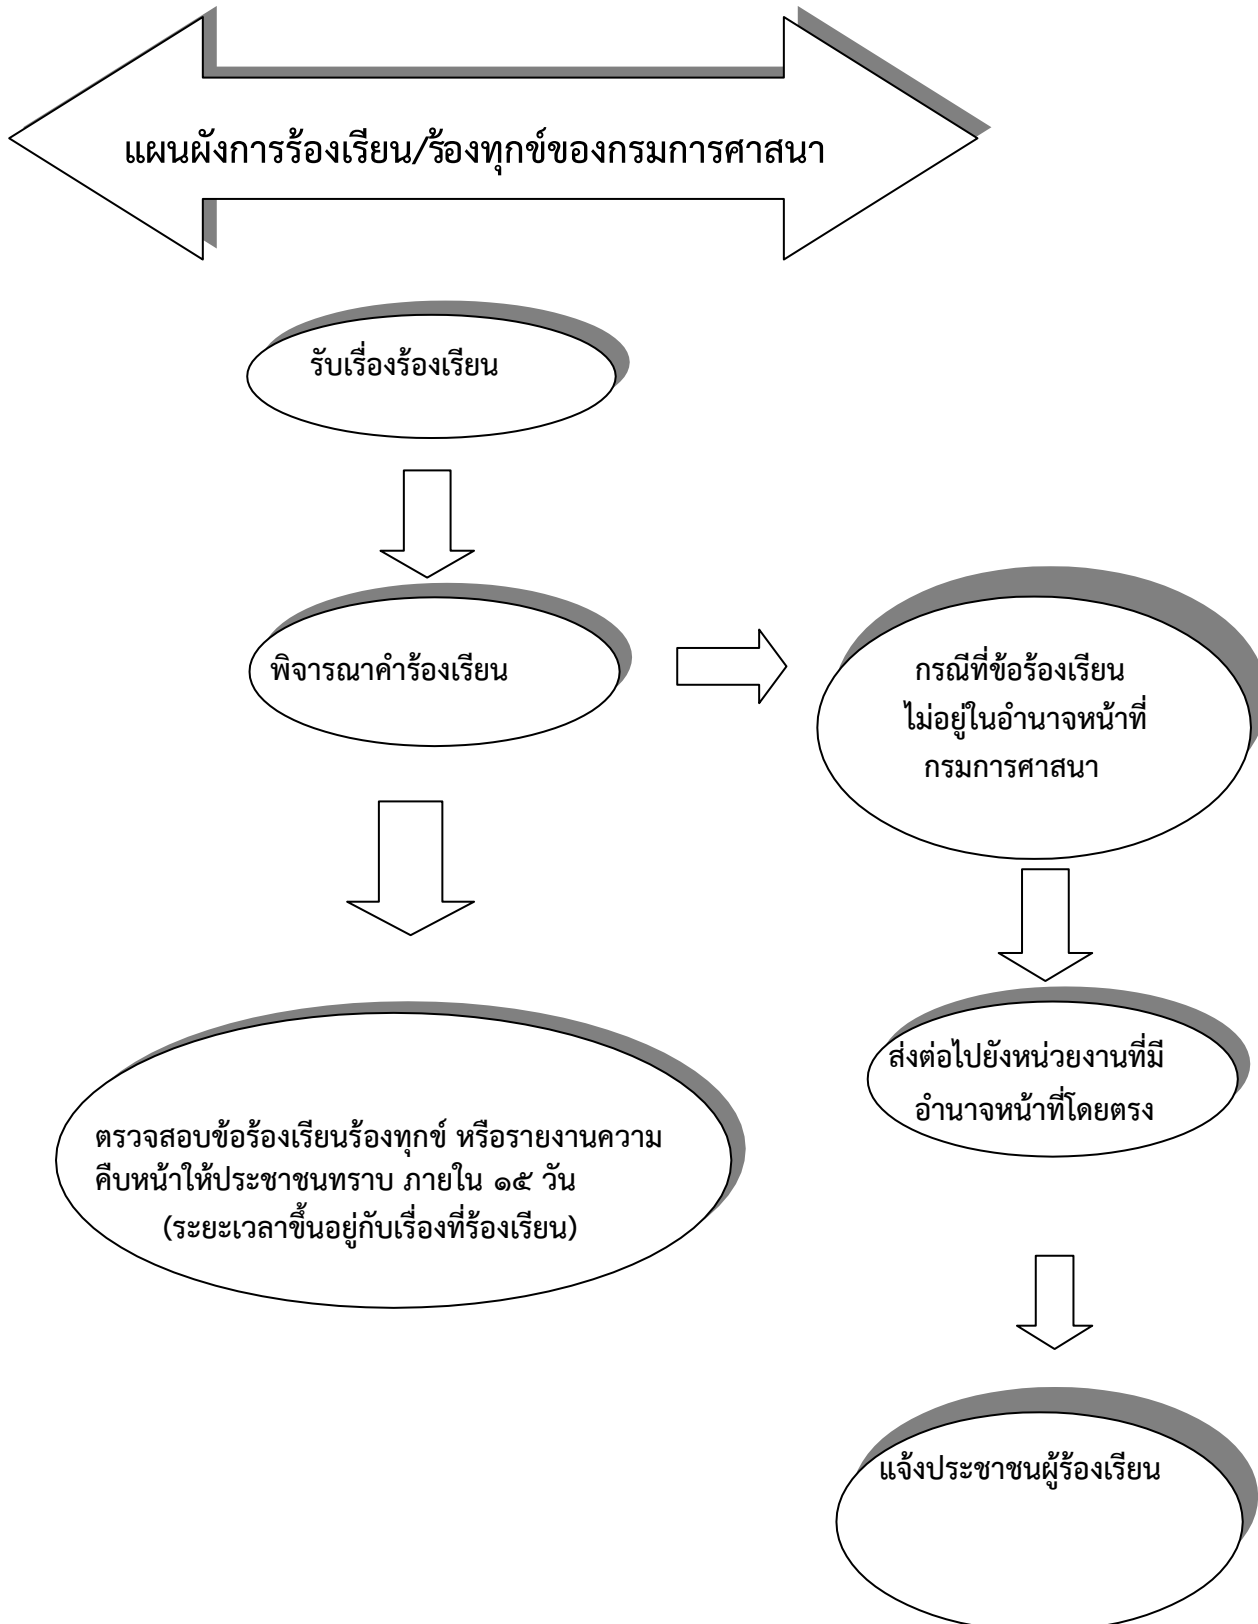 แผนผังการร้องเรียน/ร้องทุกข์ของกรมการศาสนา
รับเรื่องร้องเรียน
พิจารณาคำร้องเรียน
กรณีที่ข้อร้องเรียน
ไม่อยู่ในอำนาจหน้าที่
กรมการศาสนา
ส่งต่อไปยังหน่วยงานที่มี
อำนาจหน้าที่โดยตรง
ตรวจสอบข้อร้องเรียนร้องทุกข์ หรือรายงานความ
คืบหน้าให้ประชาชนทราบ ภายใน ๑๕ วัน
(ระยะเวลาขึ้นอยู่กับเรื่องที่ร้องเรียน)
แจ้งประชาชนผู้ร้องเรียน